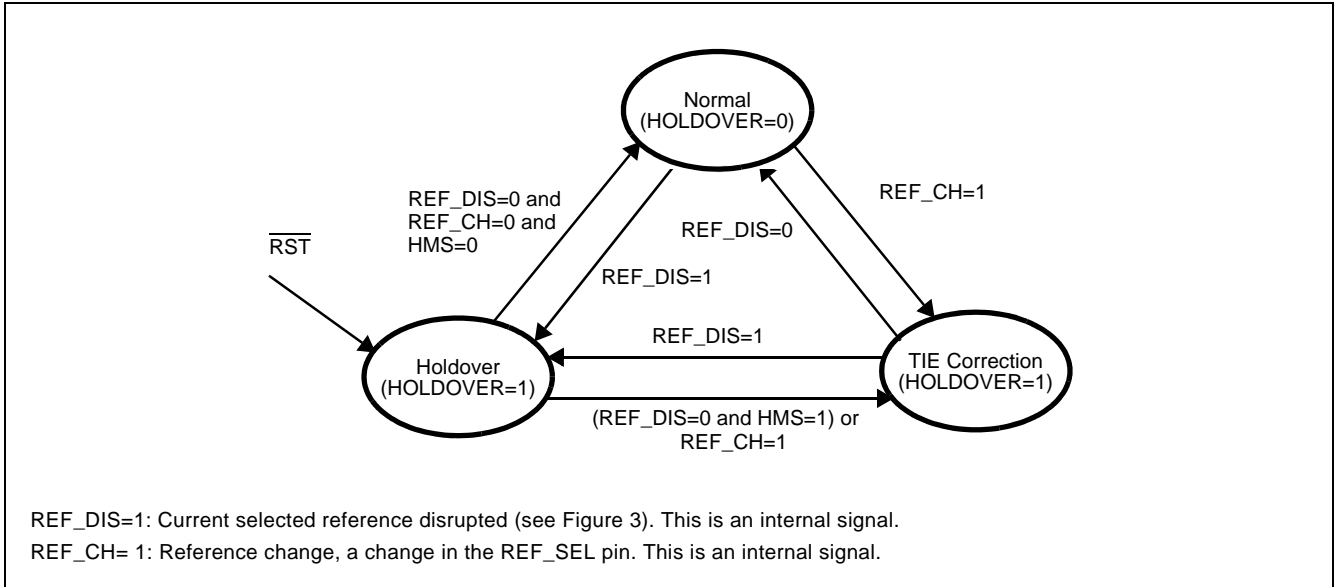 Normal
(HOLDOVER=0)
REF_DIS=0 and
REF_CH=0 and
HMS=0
REF_CH=1
REF_DIS=0
RST
REF_DIS=1
REF_DIS=1
Holdover
(HOLDOVER=1)
TIE Correction
(HOLDOVER=1)
(REF_DIS=0 and HMS=1) or
REF_CH=1
REF_DIS=1: Current selected reference disrupted (see Figure 3). This is an internal signal.
REF_CH= 1: Reference change, a change in the REF_SEL pin. This is an internal signal.